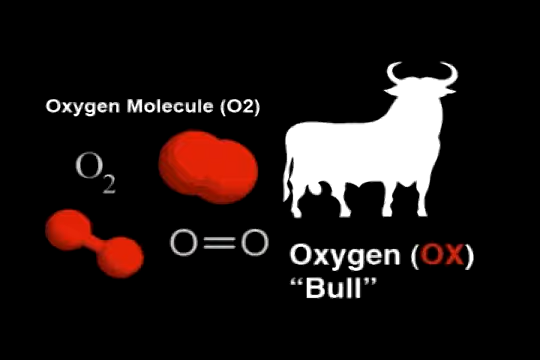 Oxygen Molecule (O2)
O2
O=O
Oxygen (OX)
“Bull”